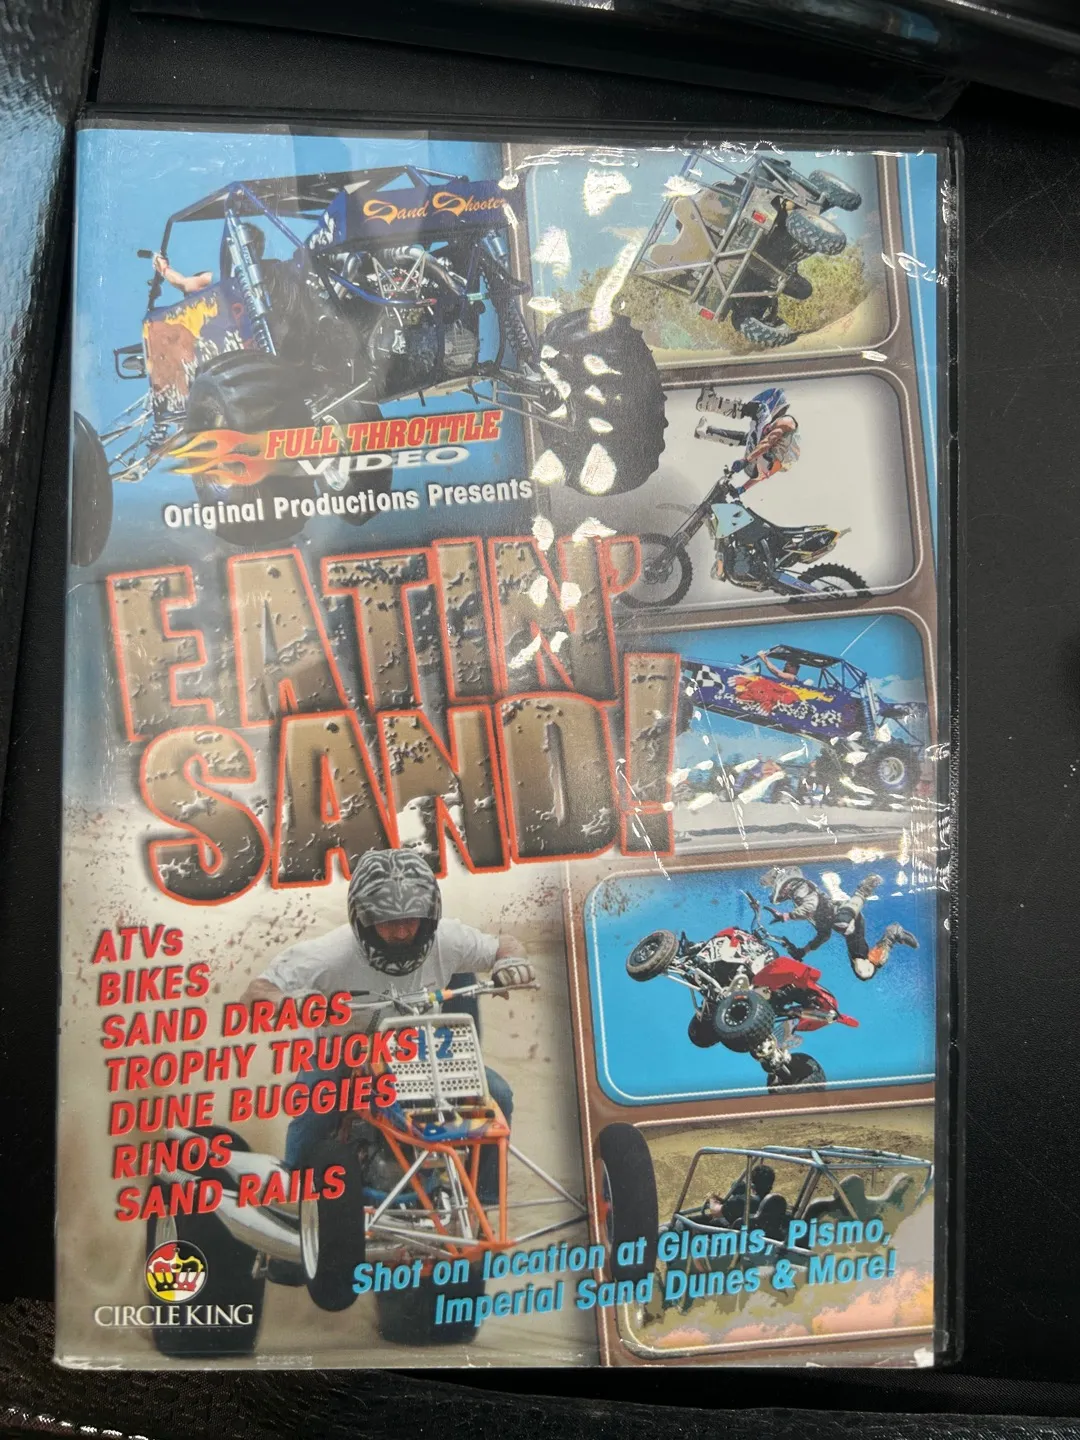 Sand Shooter
FULL THROTTLE
VIDEO
Original Productions Presents
EATIN'
SAND!
ATVs
BIKES
SAND DRAGS
TROPHY TRUCKS
12
DUNE BUGGIES
RINOS
SAND RAILS
Shot on location at Glamis, Pismo,
Imperial Sand Dunes & More!
CIRCLE KING